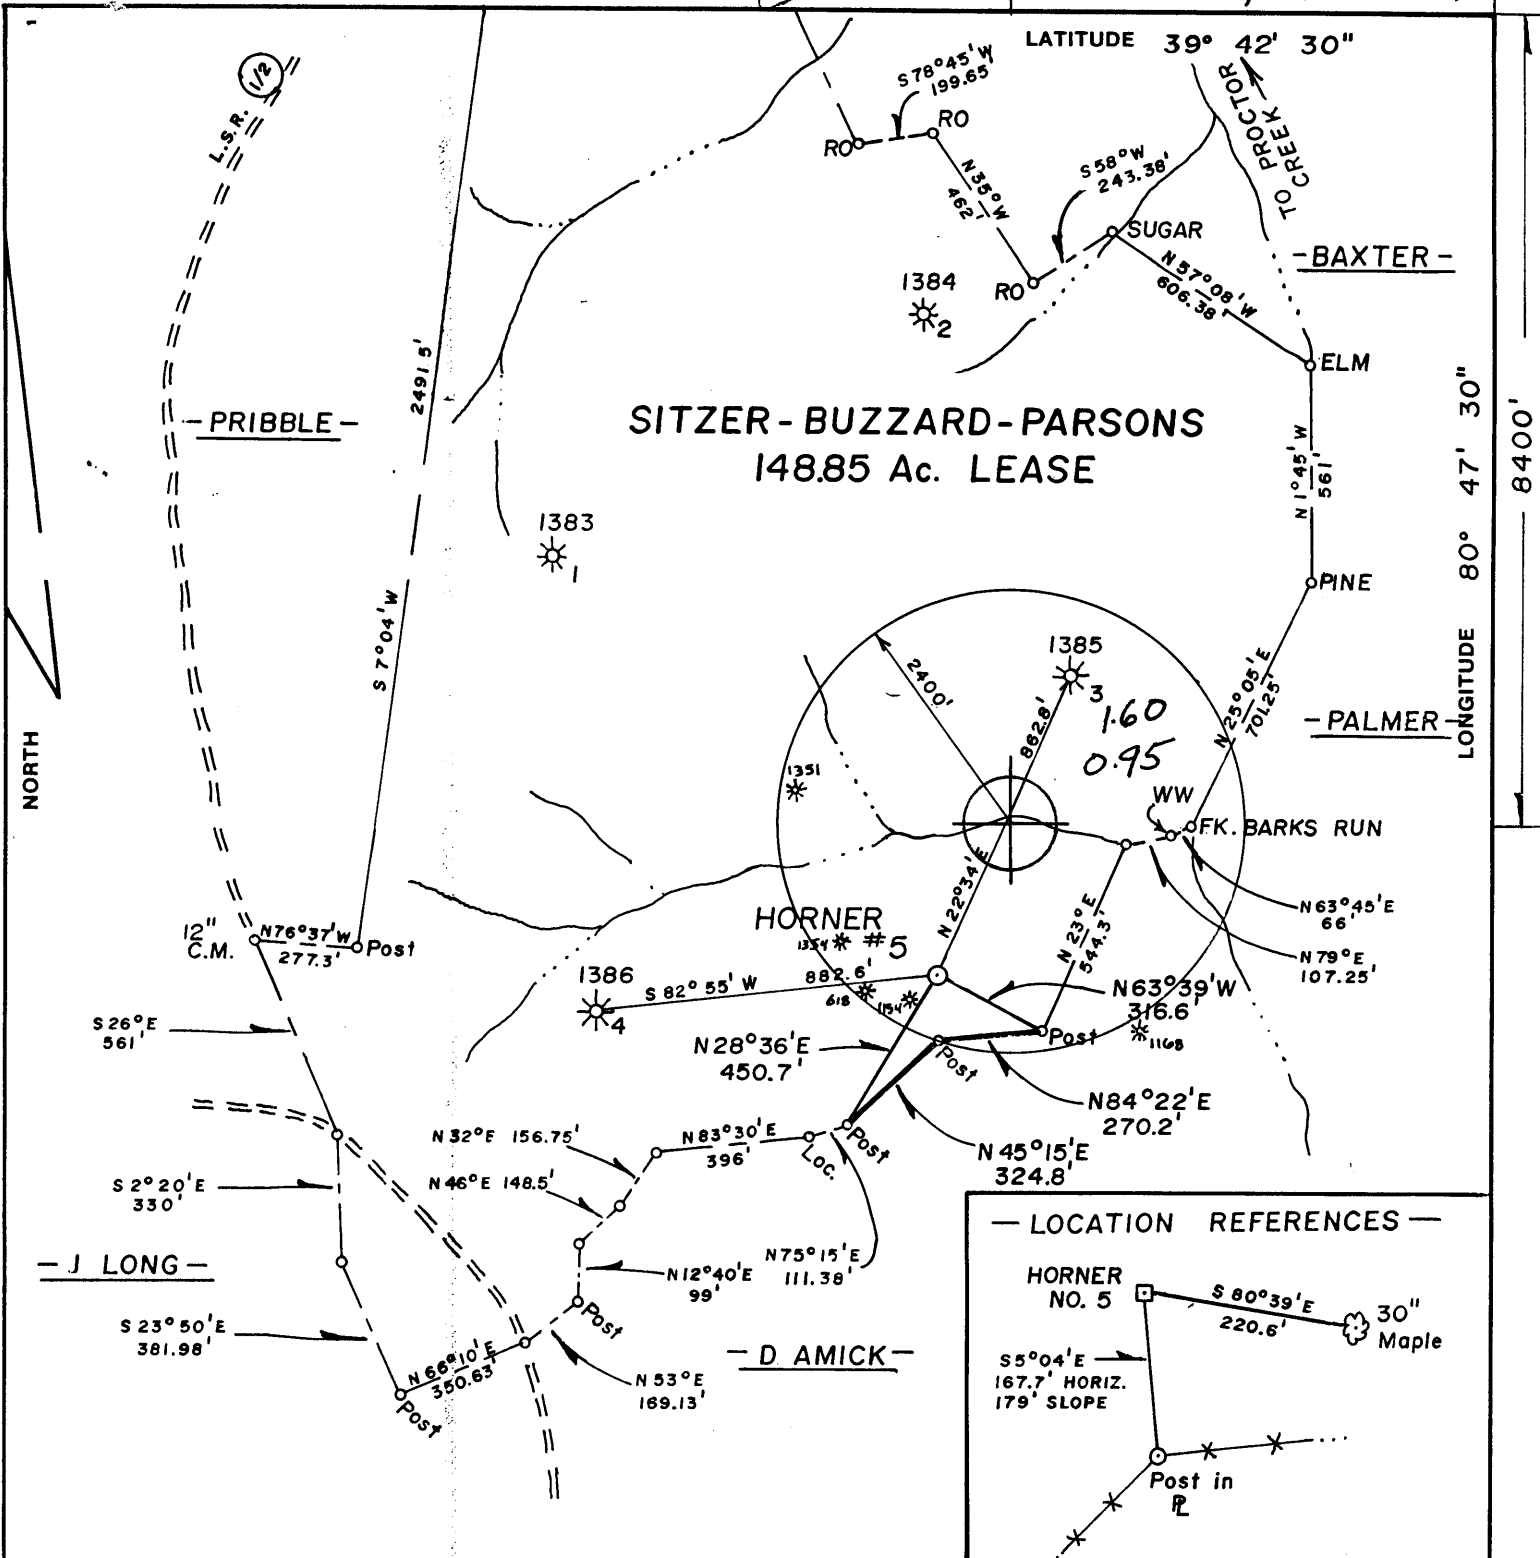 LATITUDE 39° 42' 30"
1/2
L.S.R.
S 78°45' W
199.65'
RO
RO
N 35° W
462'
S 58° W
243.38'
TO PROCTOR
CREEK
SUGAR
RO
N 57°08' W
606.38'
- BAXTER -
1384
2
ELM
2491.5'
- PRIBBLE -
SITZER - BUZZARD - PARSONS
148.85 Ac. LEASE
N 1°45' W
561'
LONGITUDE 80° 47' 30"
8400'
1383
1
PINE
S 7°04' W
NORTH
2400'
1385
3
862.8'
1.60
0.95
N 25°05' E
701.25'
- PALMER -
1351
WW
FK. BARKS RUN
12"
C.M.
N76°37'W
277.3'
Post
HORNER
#5
1354
N 22°34' E
N 23° E
544.3'
N 63°45' E
66'
N 79° E
107.25'
1386
4
S 82° 55' W
882.6'
618
1154
N63°39'W
316.6'
Post
1168
S 26° E
561'
N 28°36' E
450.7'
Post
N84°22'E
270.2'
N 32° E 156.75'
N 83°30' E
396'
Loc.
Post
N 45°15' E
324.8'
N 46° E 148.5'
S 2°20' E
330'
- J LONG -
N 12°40' E
99'
N 75°15' E
111.38'
Post
S 23°50' E
381.98'
N 66°10' E
350.63'
Post
N 53° E
169.13'
- D AMICK -
— LOCATION REFERENCES —
HORNER
NO. 5
S 80°39' E
220.6'
30"
Maple
S5°04'E
167.7' HORIZ.
179' SLOPE
Post in
PL